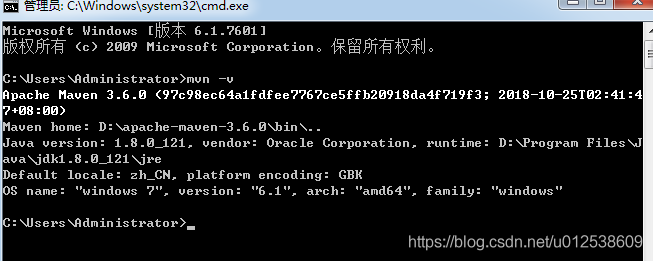 管理员: C:\Windows\system32\cmd.exe
Microsoft Windows [版本 6.1.7601]
版权所有 (c) 2009 Microsoft Corporation。保留所有权利。
C:\Users\Administrator>mvn -v
Apache Maven 3.6.0 (97c98ec64a1fdfee7767ce5ffb20918da4f719f3; 2018-10-25T02:41:4
7+08:00)
Maven home: D:\apache-maven-3.6.0\bin\..
Java version: 1.8.0_121, vendor: Oracle Corporation, runtime: D:\Program Files\J
ava\jdk1.8.0_121\jre
Default locale: zh_CN, platform encoding: GBK
OS name: "windows 7", version: "6.1", arch: "amd64", family: "windows"
C:\Users\Administrator>_
https://blog.csdn.net/u012538609